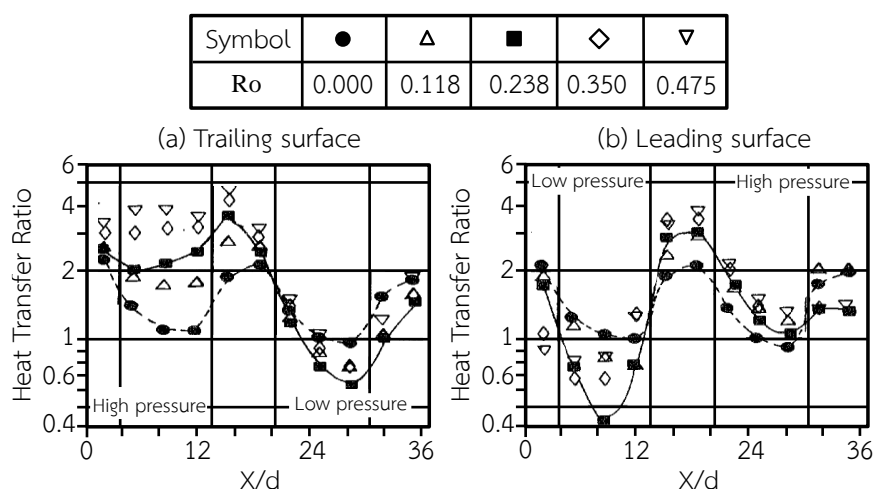 Symbol ● △ ■ ◇ ▽
Ro 0.000 0.118 0.238 0.350 0.475
(a) Trailing surface
(b) Leading surface
Heat Transfer Ratio
6
4
2
1
0.6
0.4
High pressure
Low pressure
0 12 24 36
X/d
Heat Transfer Ratio
6
4
2
1
0.6
0.4
Low pressure
High pressure
0 12 24 36
X/d